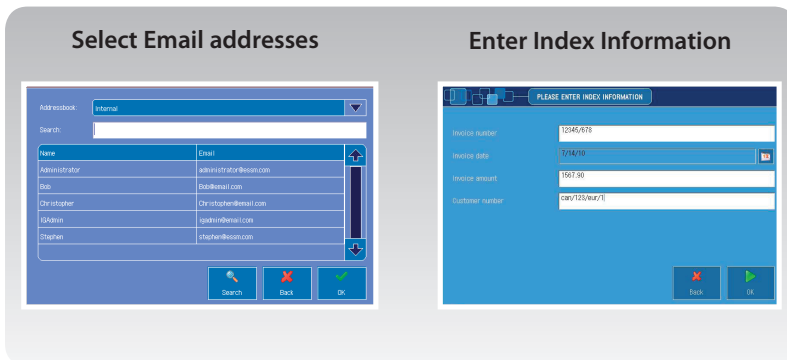 Select Email addresses
Addressbook: Internal
Search:
Name Email
Administrator administrator@essm.com
Bob Bob@email.com
Christopher Christophen@email.com
IGAdmin igadmin@email.com
Stephen stephen@essm.com
Search Back OK
Enter Index Information
PLEASE ENTER INDEX INFORMATION
Invoice number 12345/678
Invoice date 7/14/10
Invoice amount 1567.90
Customer number can/123/eur/1
Back OK